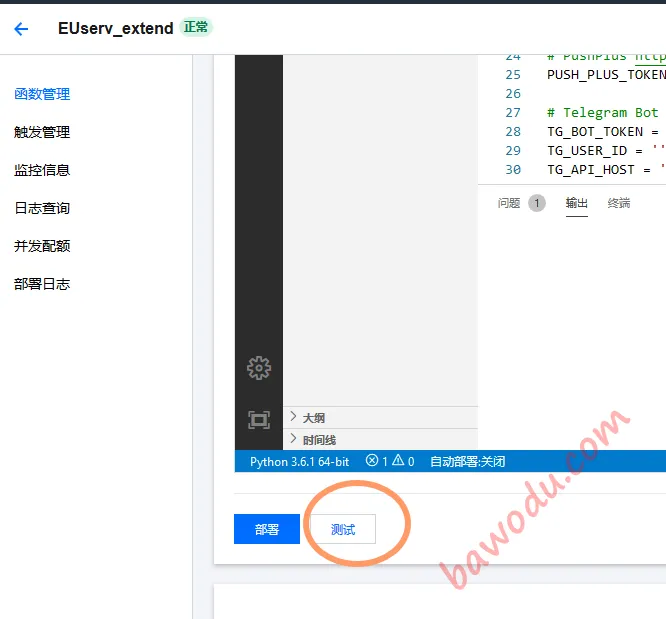 EUserv_extend 正常
函数管理
触发管理
监控信息
日志查询
并发配额
部署日志
24 # PushPlus http
25 PUSH_PLUS_TOKEN
26
27 # Telegram Bot
28 TG_BOT_TOKEN =
29 TG_USER_ID = ''
30 TG_API_HOST = '
问题 1 输出 终端
大纲
时间线
Python 3.6.1 64-bit 1 0 自动部署:关闭
部署 测试
bawodu.com